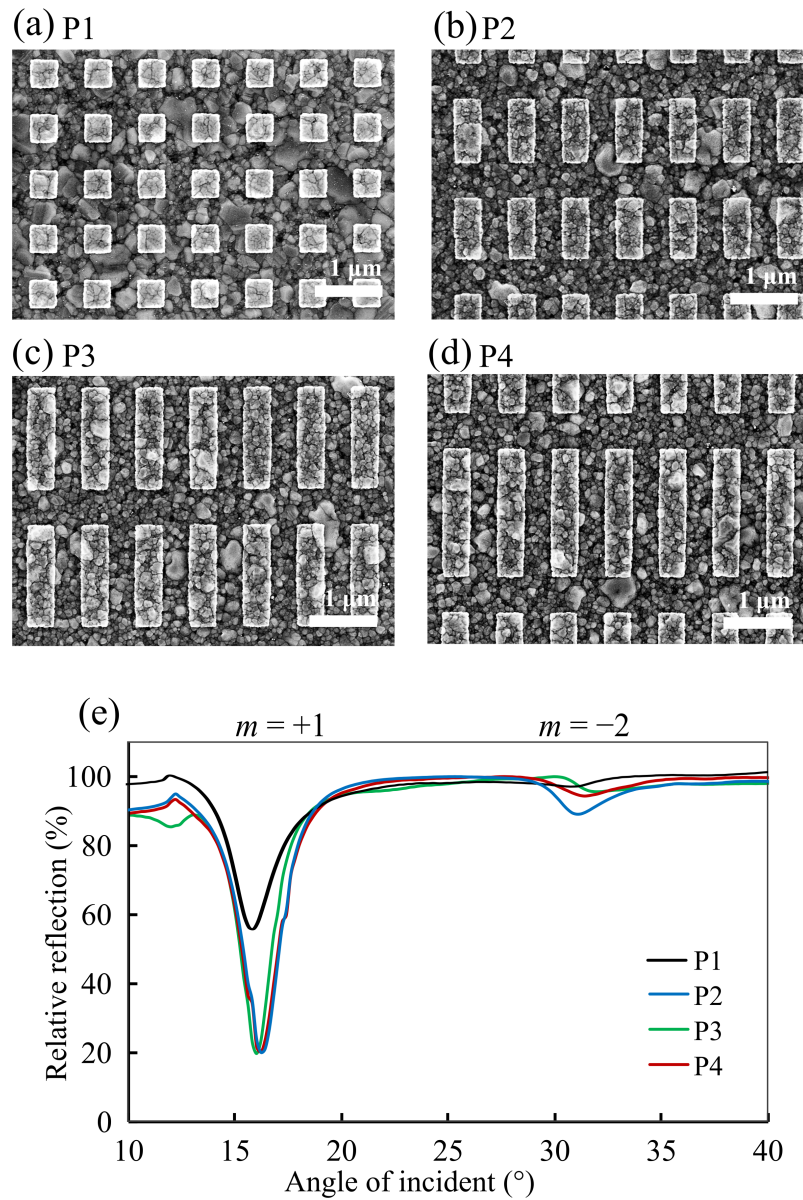 (a) P1
(b) P2
1 μm
1 μm
(c) P3
(d) P4
1 μm
1 μm
(e)
m = +1
m = −2
100
80
60
40
20
0
Relative reflection (%)
P1
P2
P3
P4
10
15
20
25
30
35
40
Angle of incident (°)